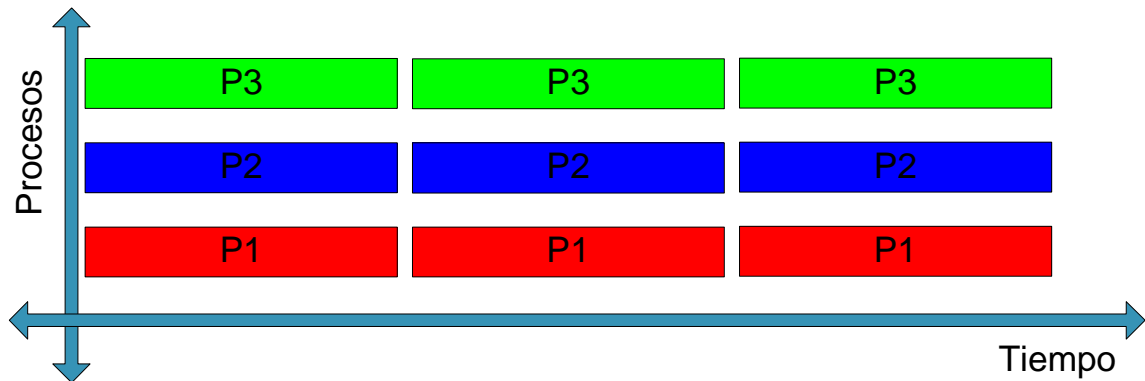 Procesos
P3 P3 P3
P2 P2 P2
P1 P1 P1
Tiempo